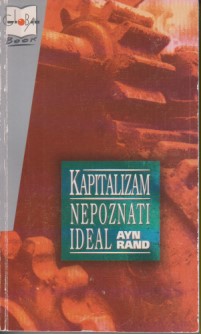 KAPITALIZAM
NEPOZNATI
IDEAL AYN
RAND